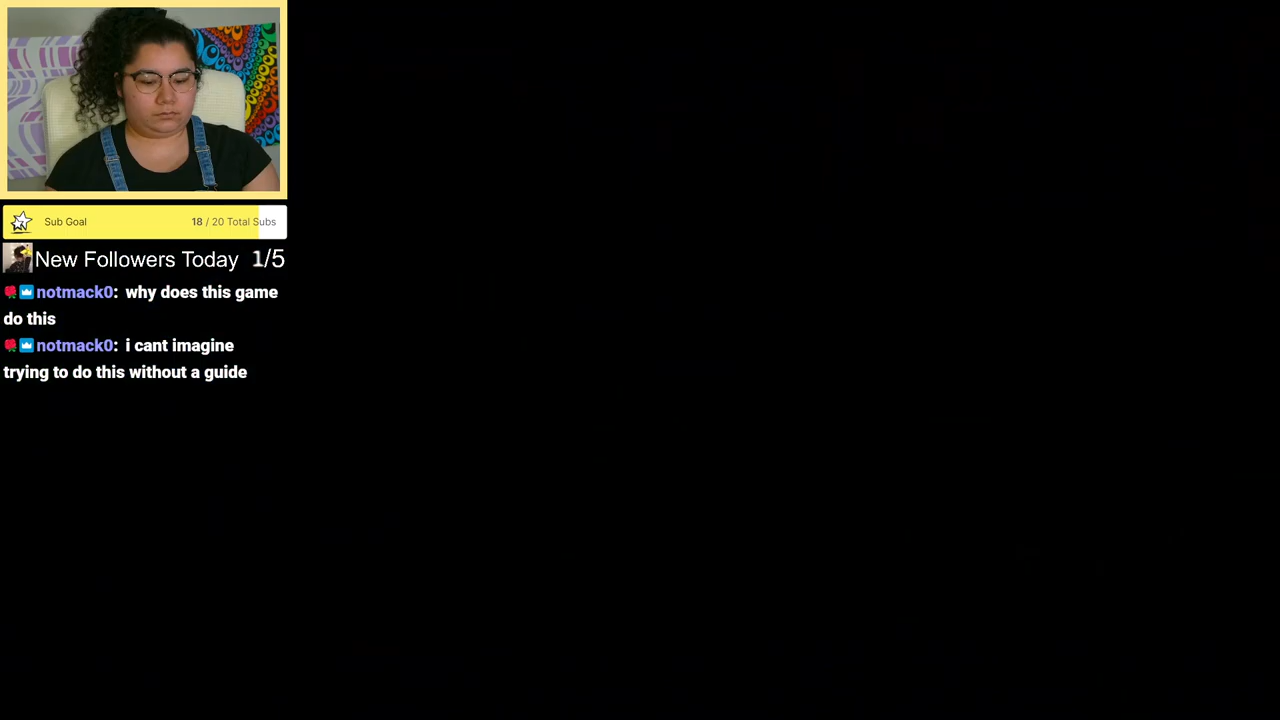 Sub Goal 18 / 20 Total Subs
New Followers Today 1/5
notmack0: why does this game
do this
notmack0: i cant imagine
trying to do this without a guide